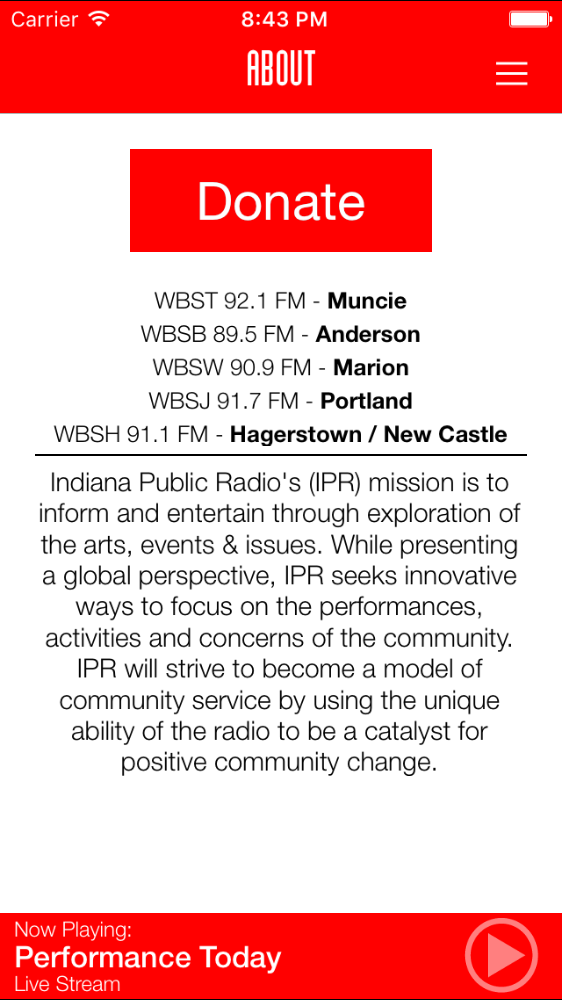 Carrier 8:43 PM
ABOUT
Donate
WBST 92.1 FM - Muncie
WBSB 89.5 FM - Anderson
WBSW 90.9 FM - Marion
WBSJ 91.7 FM - Portland
WBSH 91.1 FM - Hagerstown / New Castle
Indiana Public Radio's (IPR) mission is to
inform and entertain through exploration of
the arts, events & issues. While presenting
a global perspective, IPR seeks innovative
ways to focus on the performances,
activities and concerns of the community.
IPR will strive to become a model of
community service by using the unique
ability of the radio to be a catalyst for
positive community change.
Now Playing:
Performance Today
Live Stream